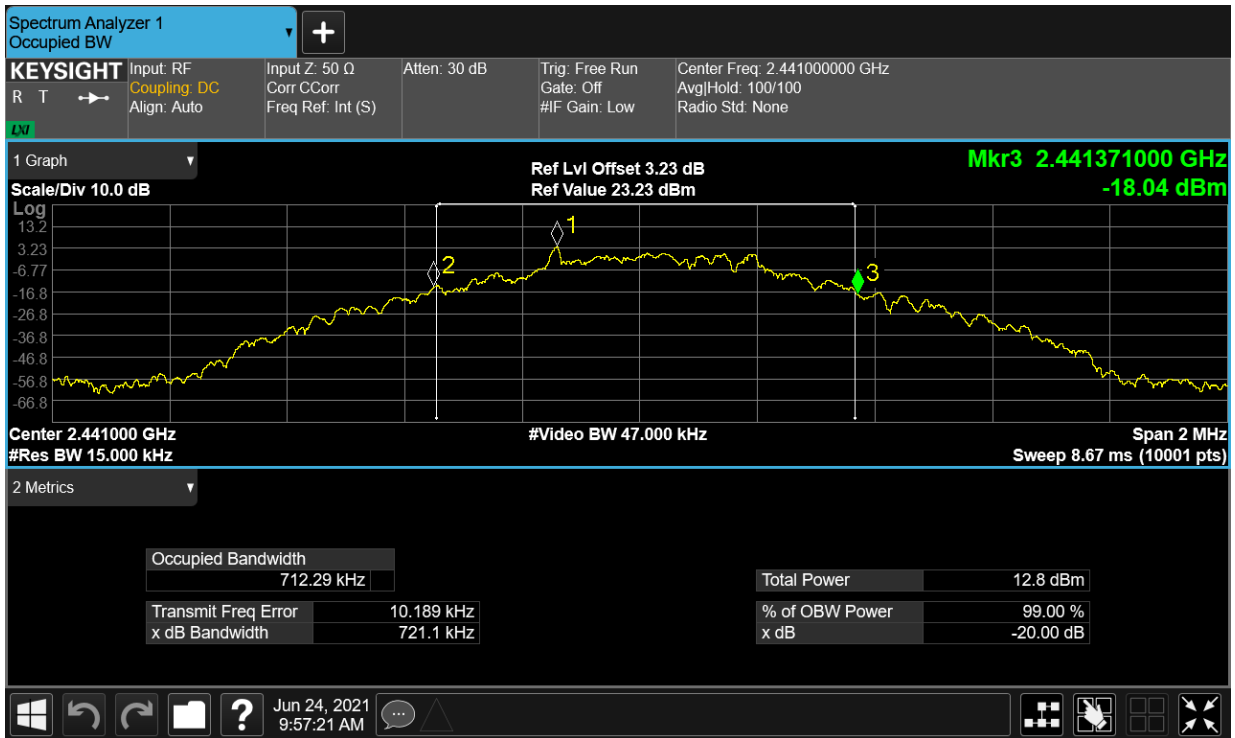 Spectrum Analyzer 1
Occupied BW
KEYSIGHT
R T
LXI
Input: RF
Coupling: DC
Align: Auto
Input Z: 50 Ω
Corr CCorr
Freq Ref: Int (S)
Atten: 30 dB
Trig: Free Run
Gate: Off
#IF Gain: Low
Center Freq: 2.441000000 GHz
Avg|Hold: 100/100
Radio Std: None
1 Graph
Scale/Div 10.0 dB
Ref Lvl Offset 3.23 dB
Ref Value 23.23 dBm
Mkr3 2.441371000 GHz
-18.04 dBm
Log
13.2
3.23
-6.77
-16.8
-26.8
-36.8
-46.8
-56.8
-66.8
1
2
3
Center 2.441000 GHz
#Video BW 47.000 kHz
Span 2 MHz
#Res BW 15.000 kHz
Sweep 8.67 ms (10001 pts)
2 Metrics
Occupied Bandwidth
712.29 kHz
Total Power 12.8 dBm
Transmit Freq Error 10.189 kHz
% of OBW Power 99.00 %
x dB Bandwidth 721.1 kHz
x dB -20.00 dB
?
Jun 24, 2021
9:57:21 AM